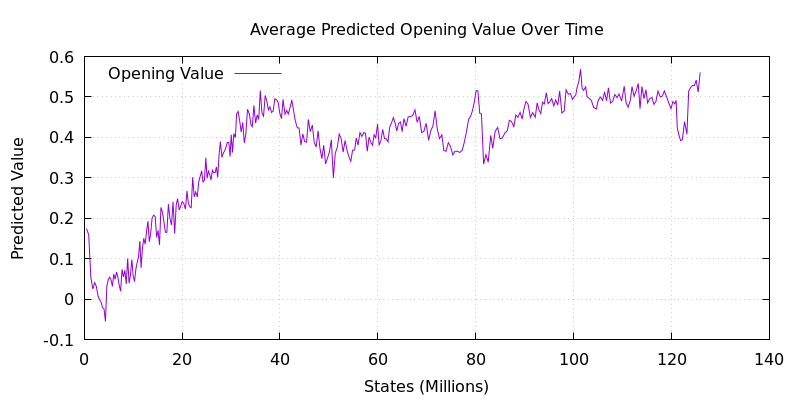 Average Predicted Opening Value Over Time
Opening Value
0.6
0.5
0.4
0.3
0.2
0.1
0
-0.1
Predicted Value
0 20 40 60 80 100 120 140
States (Millions)